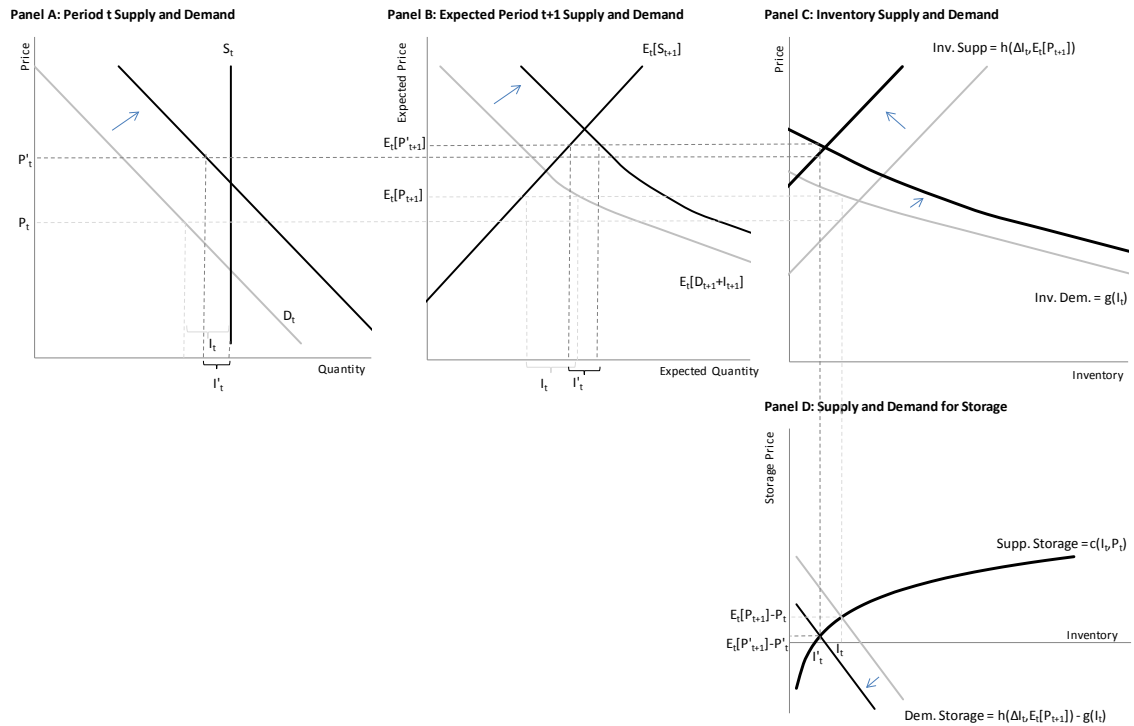 Panel A: Period t Supply and Demand
Price
S_t
P'_t
P_t
D_t
I_t
I'_t
Quantity
Panel B: Expected Period t+1 Supply and Demand
Expected Price
E_t[S_{t+1}]
E_t[P'_{t+1}]
E_t[P_{t+1}]
E_t[D_{t+1}+I_{t+1}]
I_t
I'_t
Expected Quantity
Panel C: Inventory Supply and Demand
Price
Inv. Supp = h(ΔI_t,E_t[P_{t+1}])
Inv. Dem. = g(I_t)
Inventory
Panel D: Supply and Demand for Storage
Storage Price
Supp. Storage = c(I_t,P_t)
E_t[P_{t+1}]-P_t
E_t[P'_{t+1}]-P'_t
Inventory
I'_t
I_t
Dem. Storage = h(ΔI_t,E_t[P_{t+1}]) - g(I_t)